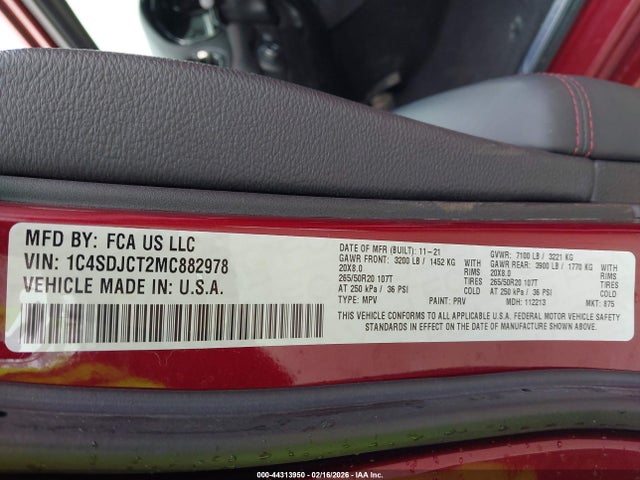 MFD BY: FCA US LLC
VIN: 1C4SDJCT2MC882978
VEHICLE MADE IN: U.S.A.
DATE OF MFR (BUILT): 11-21
GAWR FRONT: 3200 LB / 1452 KG WITH
20X8.0 RIMS
265/50R20 107T TIRES
AT 250 kPa / 36 PSI COLD
TYPE: MPV PAINT: PRV
GVWR: 7100 LB / 3221 KG
GAWR REAR: 3900 LB / 1770 KG WITH
20X8.0 RIMS
265/50R20 107T TIRES
AT 250 kPa / 36 PSI COLD
MDH: 112213 MKT: 875
THIS VEHICLE CONFORMS TO ALL APPLICABLE U.S.A. FEDERAL MOTOR VEHICLE SAFETY
STANDARDS IN EFFECT ON THE DATE OF MANUFACTURE SHOWN ABOVE
000-44313950 - 02/16/2026 - IAA Inc.